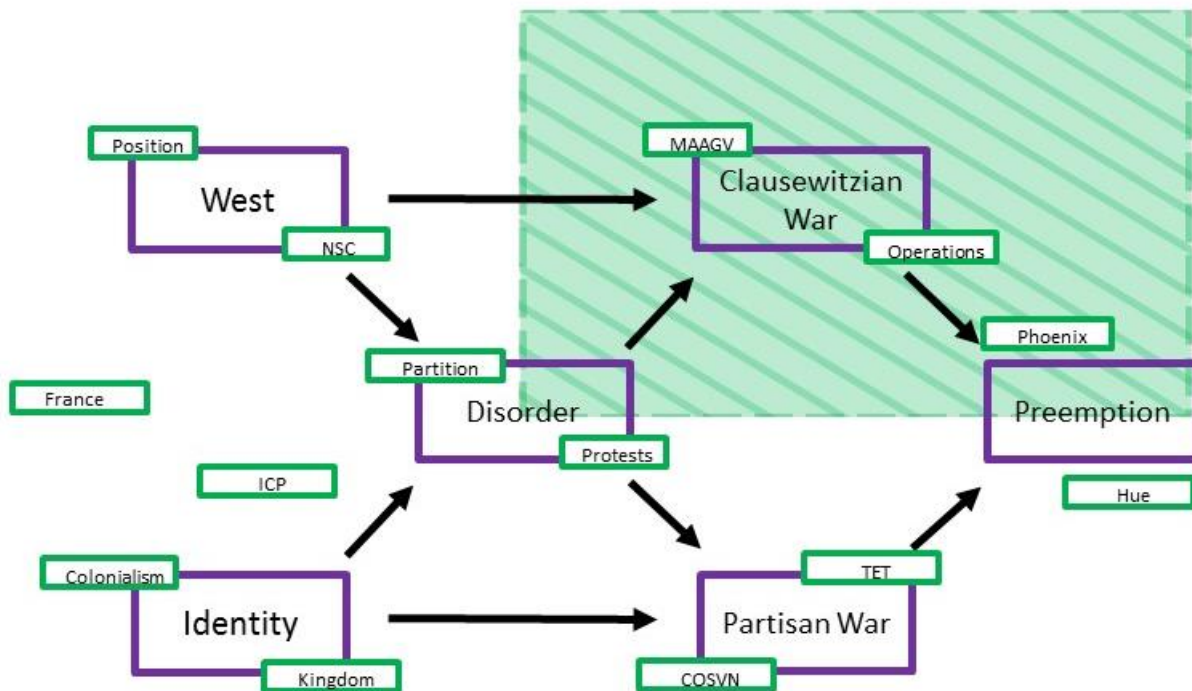 Position
West
NSC
MAAGV
Clausewitzian
War
Operations
Phoenix
Preemption
Hue
France
Partition
Disorder
Protests
ICP
Colonialism
Identity
Kingdom
TET
Partisan War
COSVN